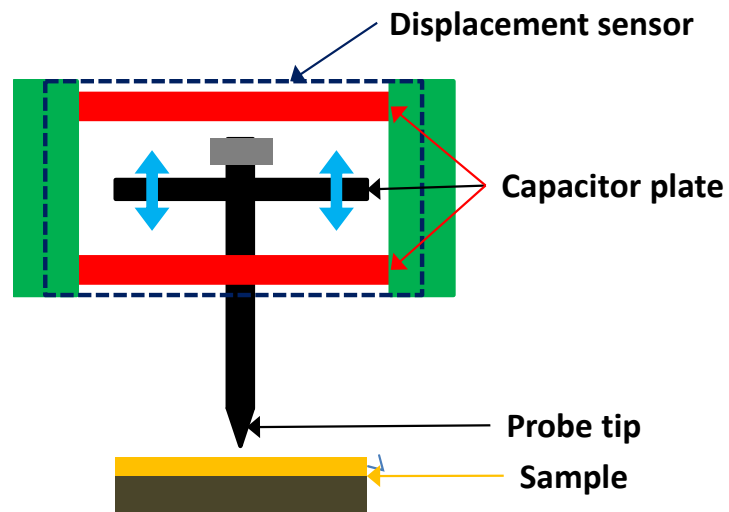 Displacement sensor
Capacitor plate
Probe tip
Sample